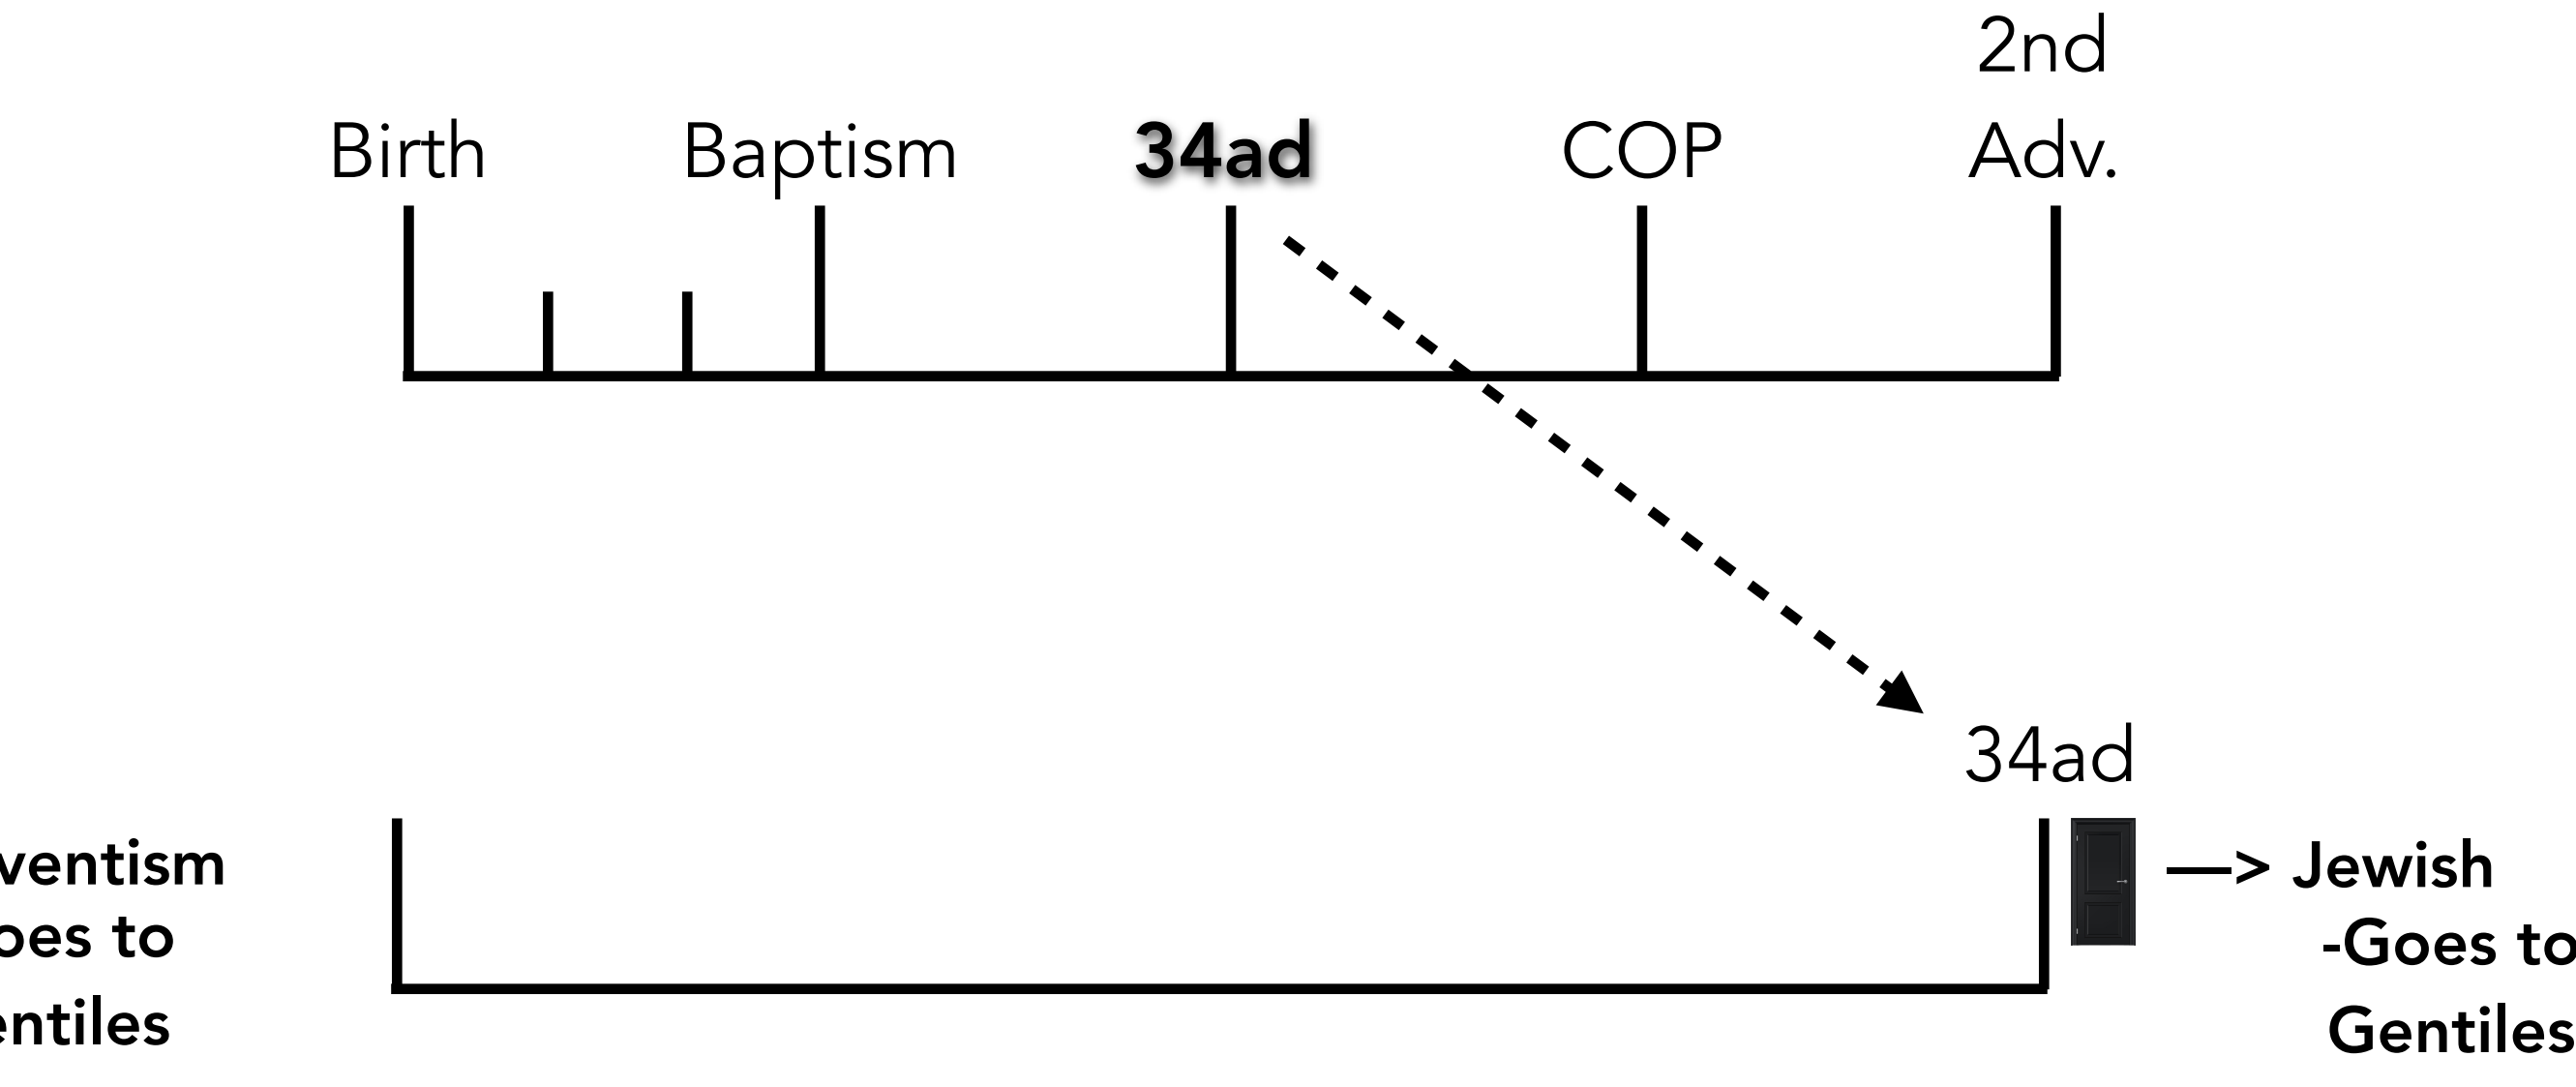 2nd
Birth Baptism 34ad COP Adv.
34ad
ventism —> Jewish
oes to -Goes to
entiles Gentiles